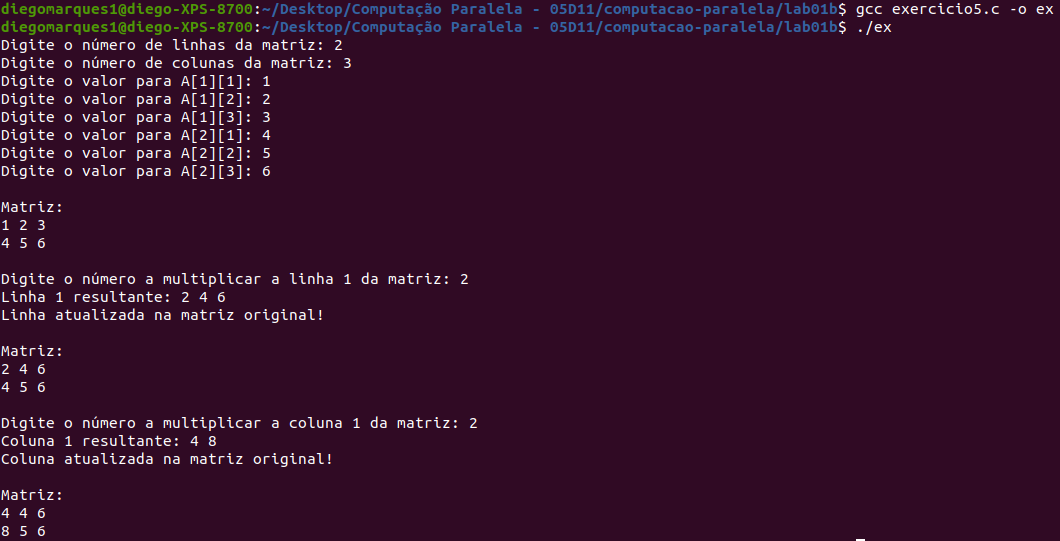 diegomarques1@diego-XPS-8700:~/Desktop/Computação Paralela - 05D11/computacao-paralela/lab01b$ gcc exercicio5.c -o ex
diegomarques1@diego-XPS-8700:~/Desktop/Computação Paralela - 05D11/computacao-paralela/lab01b$ ./ex
Digite o número de linhas da matriz: 2
Digite o número de colunas da matriz: 3
Digite o valor para A[1][1]: 1
Digite o valor para A[1][2]: 2
Digite o valor para A[1][3]: 3
Digite o valor para A[2][1]: 4
Digite o valor para A[2][2]: 5
Digite o valor para A[2][3]: 6

Matriz:
1 2 3
4 5 6

Digite o número a multiplicar a linha 1 da matriz: 2
Linha 1 resultante: 2 4 6
Linha atualizada na matriz original!

Matriz:
2 4 6
4 5 6

Digite o número a multiplicar a coluna 1 da matriz: 2
Coluna 1 resultante: 4 8
Coluna atualizada na matriz original!

Matriz:
4 4 6
8 5 6